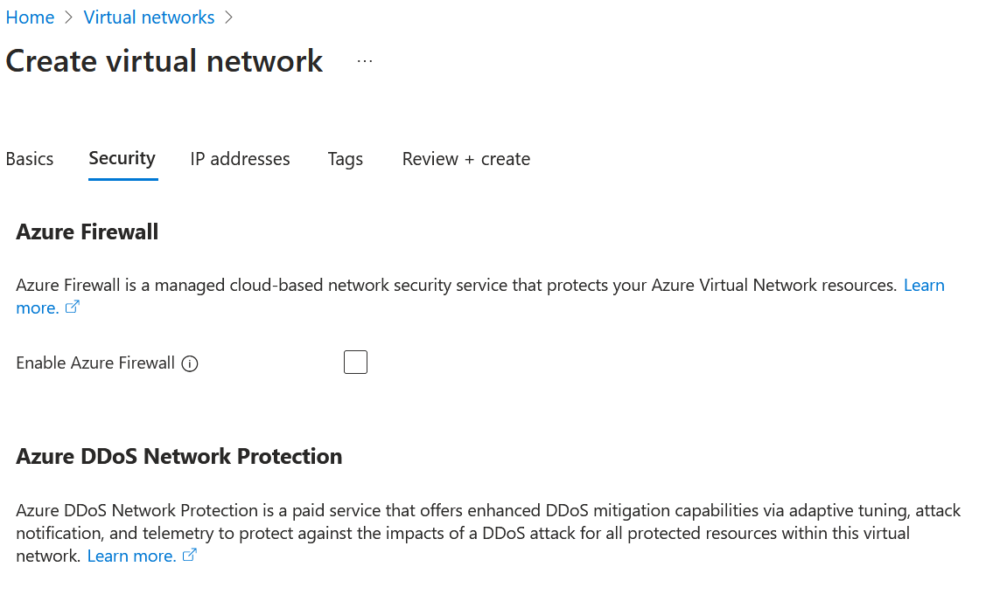 Home > Virtual networks >
Create virtual network ...
Basics Security IP addresses Tags Review + create
Azure Firewall
Azure Firewall is a managed cloud-based network security service that protects your Azure Virtual Network resources. Learn
more.
Enable Azure Firewall
Azure DDoS Network Protection
Azure DDoS Network Protection is a paid service that offers enhanced DDoS mitigation capabilities via adaptive tuning, attack
notification, and telemetry to protect against the impacts of a DDoS attack for all protected resources within this virtual
network. Learn more.